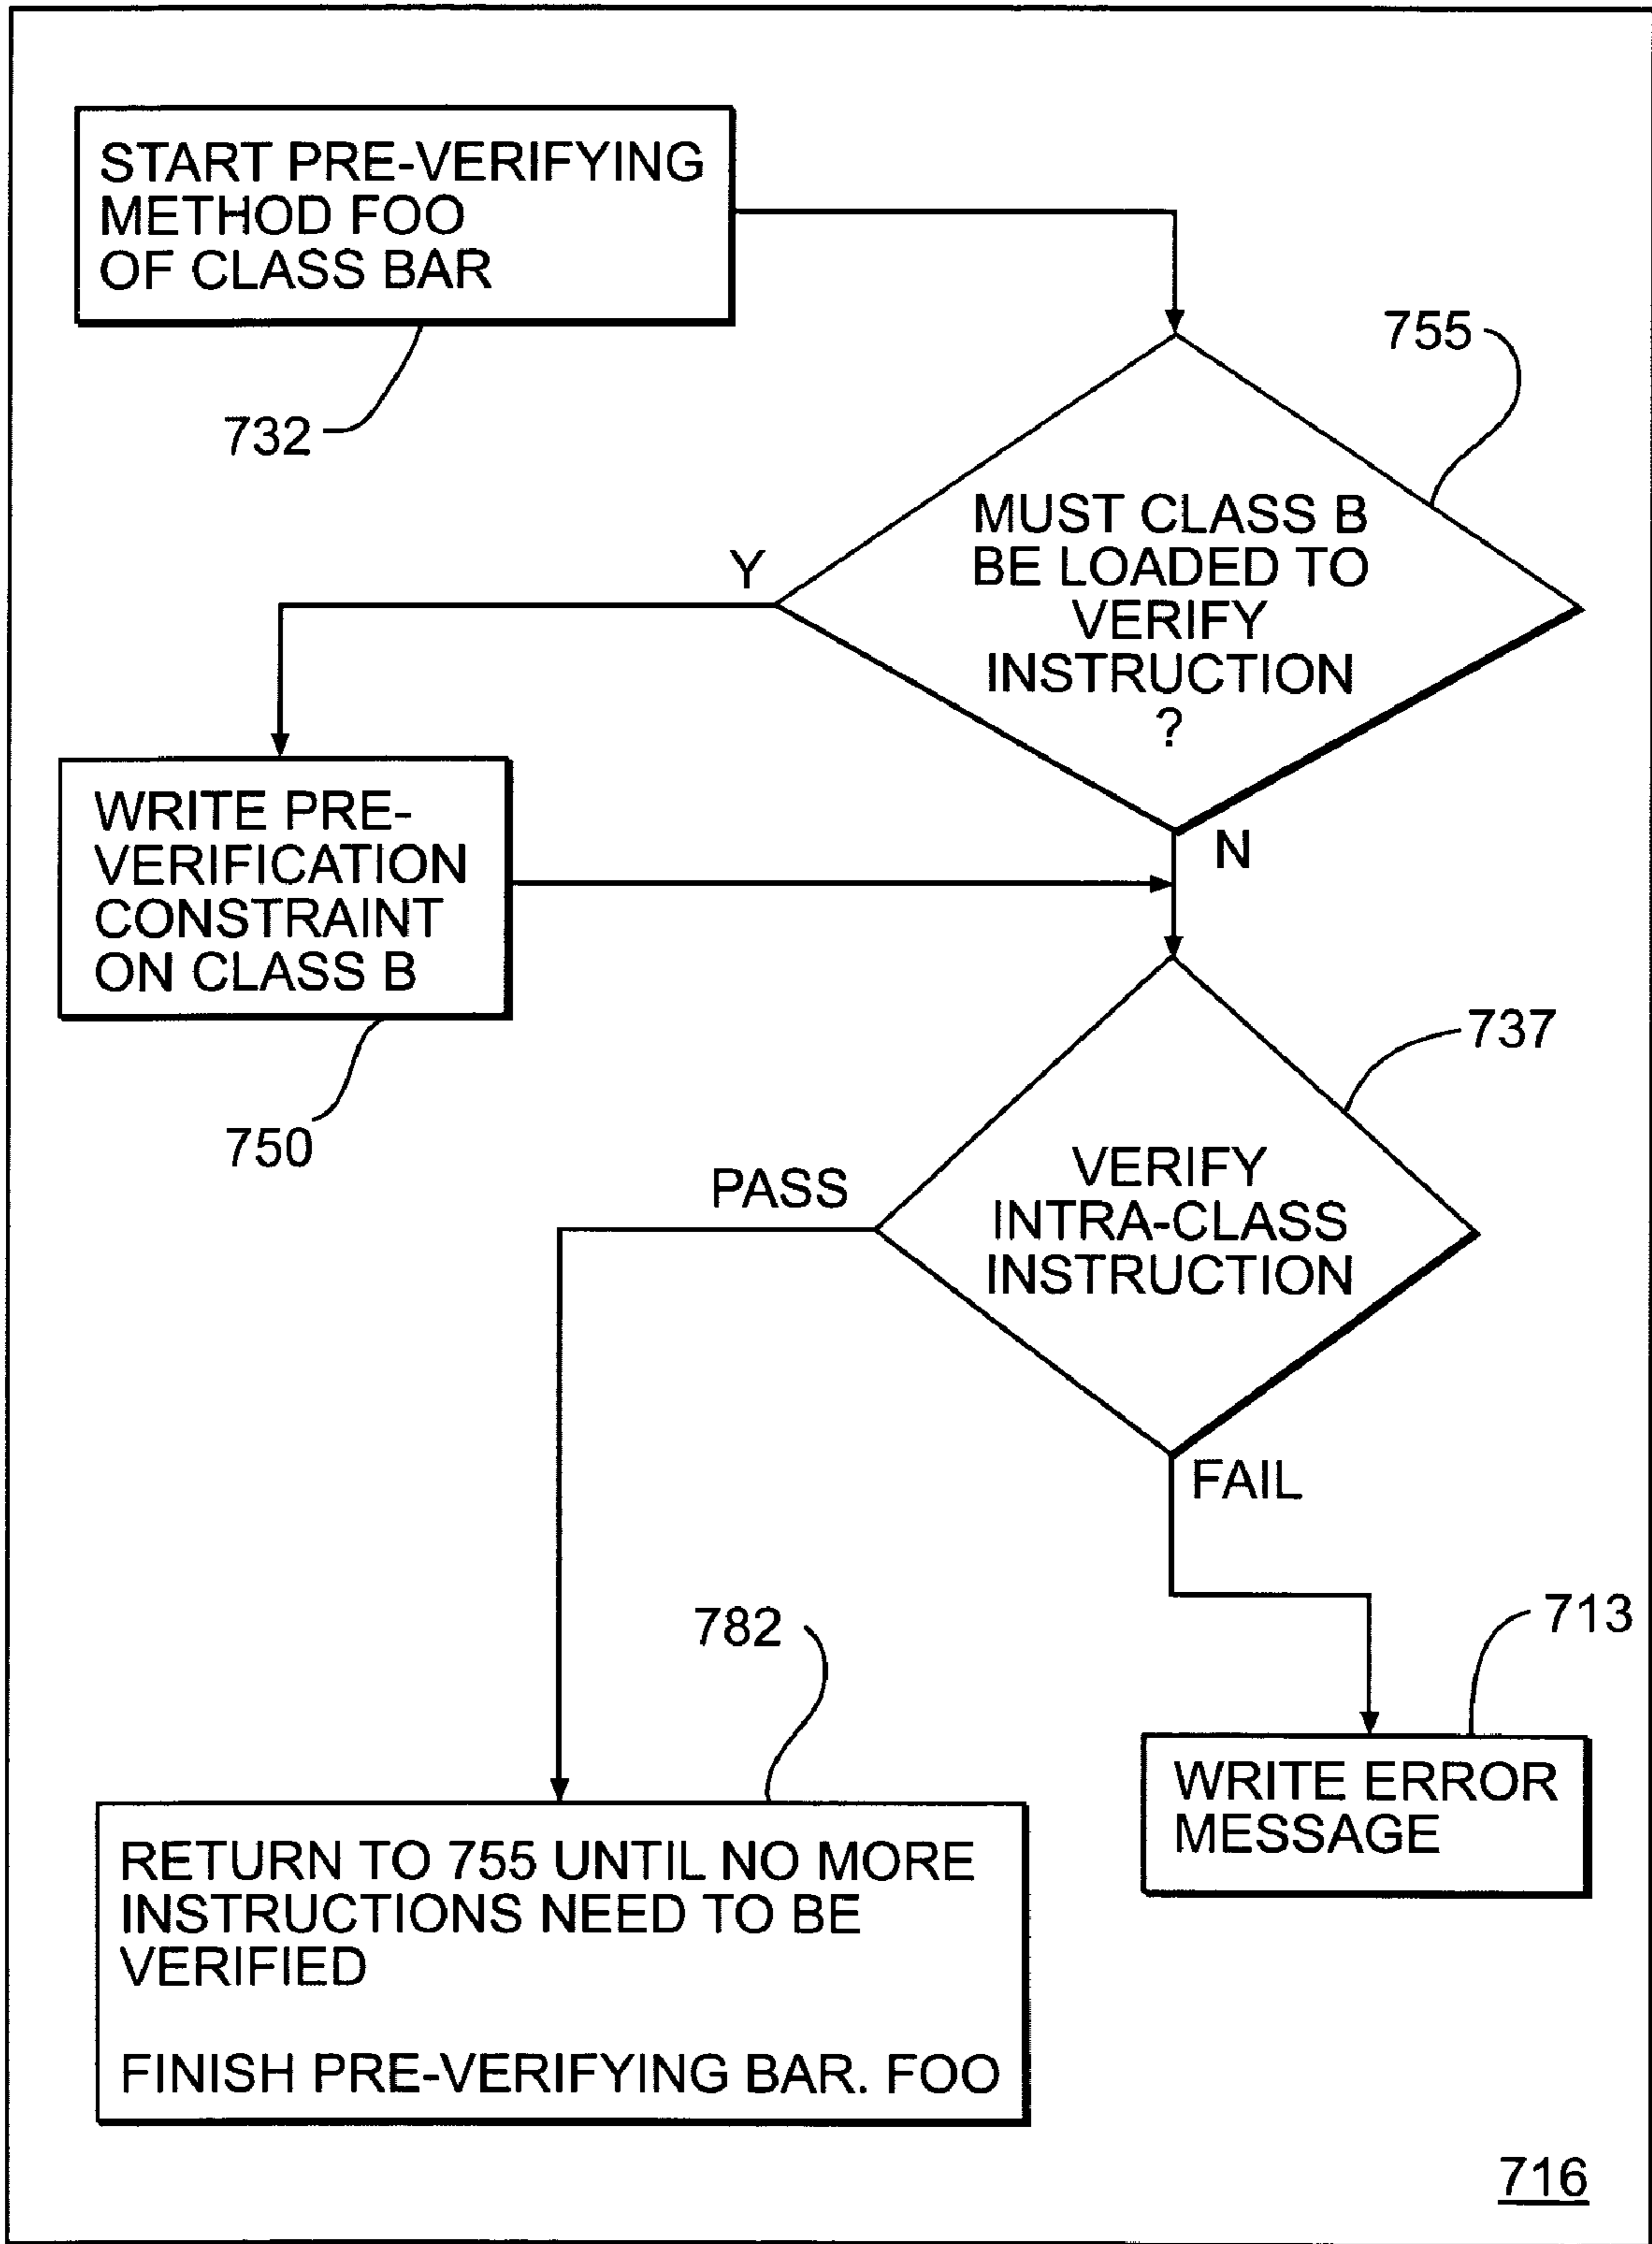 START PRE-VERIFYING
METHOD FOO
OF CLASS BAR
732
755
MUST CLASS B
BE LOADED TO
VERIFY
INSTRUCTION
?
Y
N
WRITE PRE-
VERIFICATION
CONSTRAINT
ON CLASS B
750
737
VERIFY
INTRA-CLASS
INSTRUCTION
PASS
FAIL
782
713
WRITE ERROR
MESSAGE
RETURN TO 755 UNTIL NO MORE
INSTRUCTIONS NEED TO BE
VERIFIED
FINISH PRE-VERIFYING BAR. FOO
716